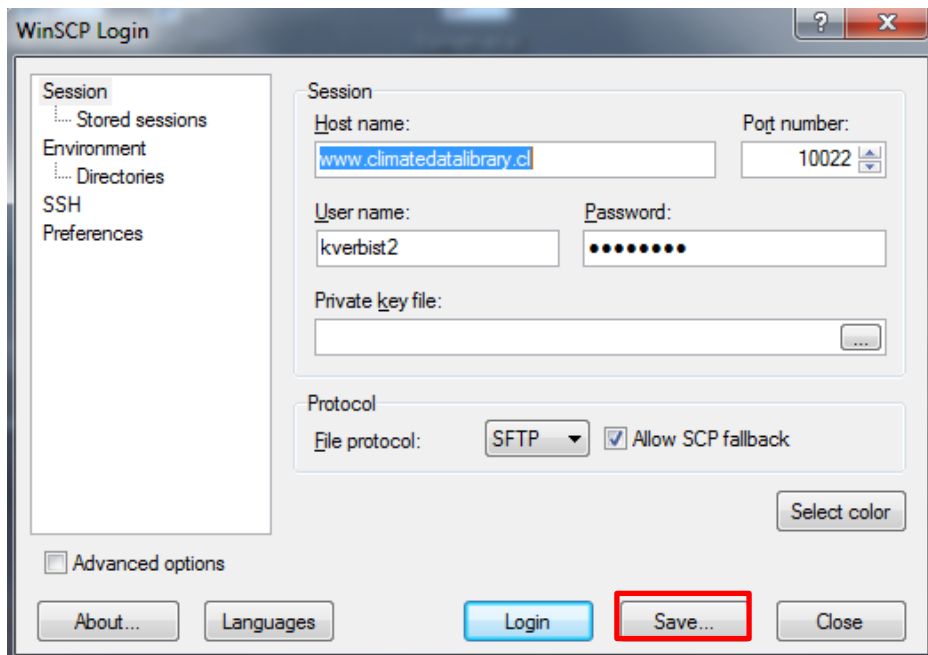 WinSCP Login
Session
Stored sessions
Environment
Directories
SSH
Preferences
Session
Host name: Port number:
www.climatedatalibrary.cl 10022
User name: Password:
kverbist2 ●●●●●●●●
Private key file:
...
Protocol
File protocol: SFTP Allow SCP fallback
Select color
Advanced options
About... Languages Login Save... Close